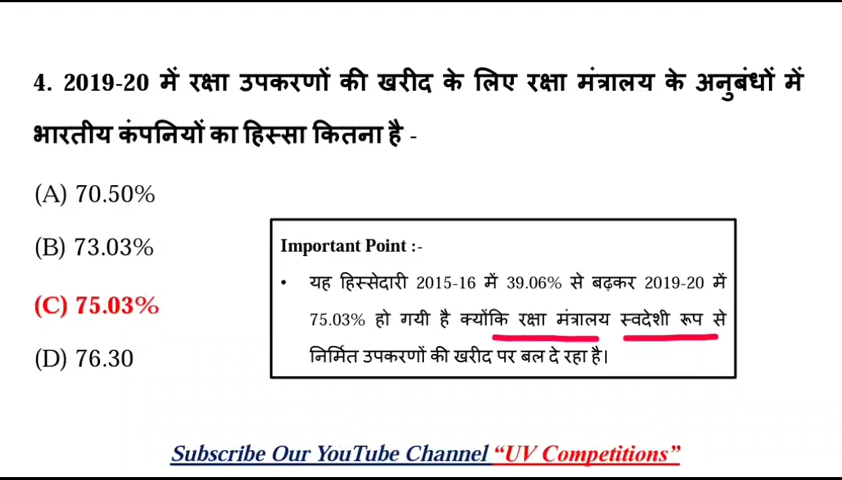 4. 2019-20 में रक्षा उपकरणों की खरीद के लिए रक्षा मंत्रालय के अनुबंधों में
भारतीय कंपनियों का हिस्सा कितना है -
(A) 70.50%
(B) 73.03%
(C) 75.03%
(D) 76.30
Important Point :-
• यह हिस्सेदारी 2015-16 में 39.06% से बढ़कर 2019-20 में
75.03% हो गयी है क्योंकि रक्षा मंत्रालय स्वदेशी रूप से
निर्मित उपकरणों की खरीद पर बल दे रहा है।
Subscribe Our YouTube Channel “UV Competitions”